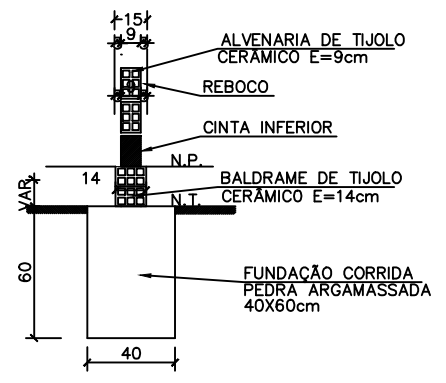 15
9
ALVENARIA DE TIJOLO
CERÂMICO E=9cm
REBOCO
9
CINTA INFERIOR
N.P.
14
BALDRAME DE TIJOLO
CERÂMICO E=14cm
VAR
N.T.
60
FUNDAÇÃO CORRIDA
PEDRA ARGAMASSADA
40X60cm
40